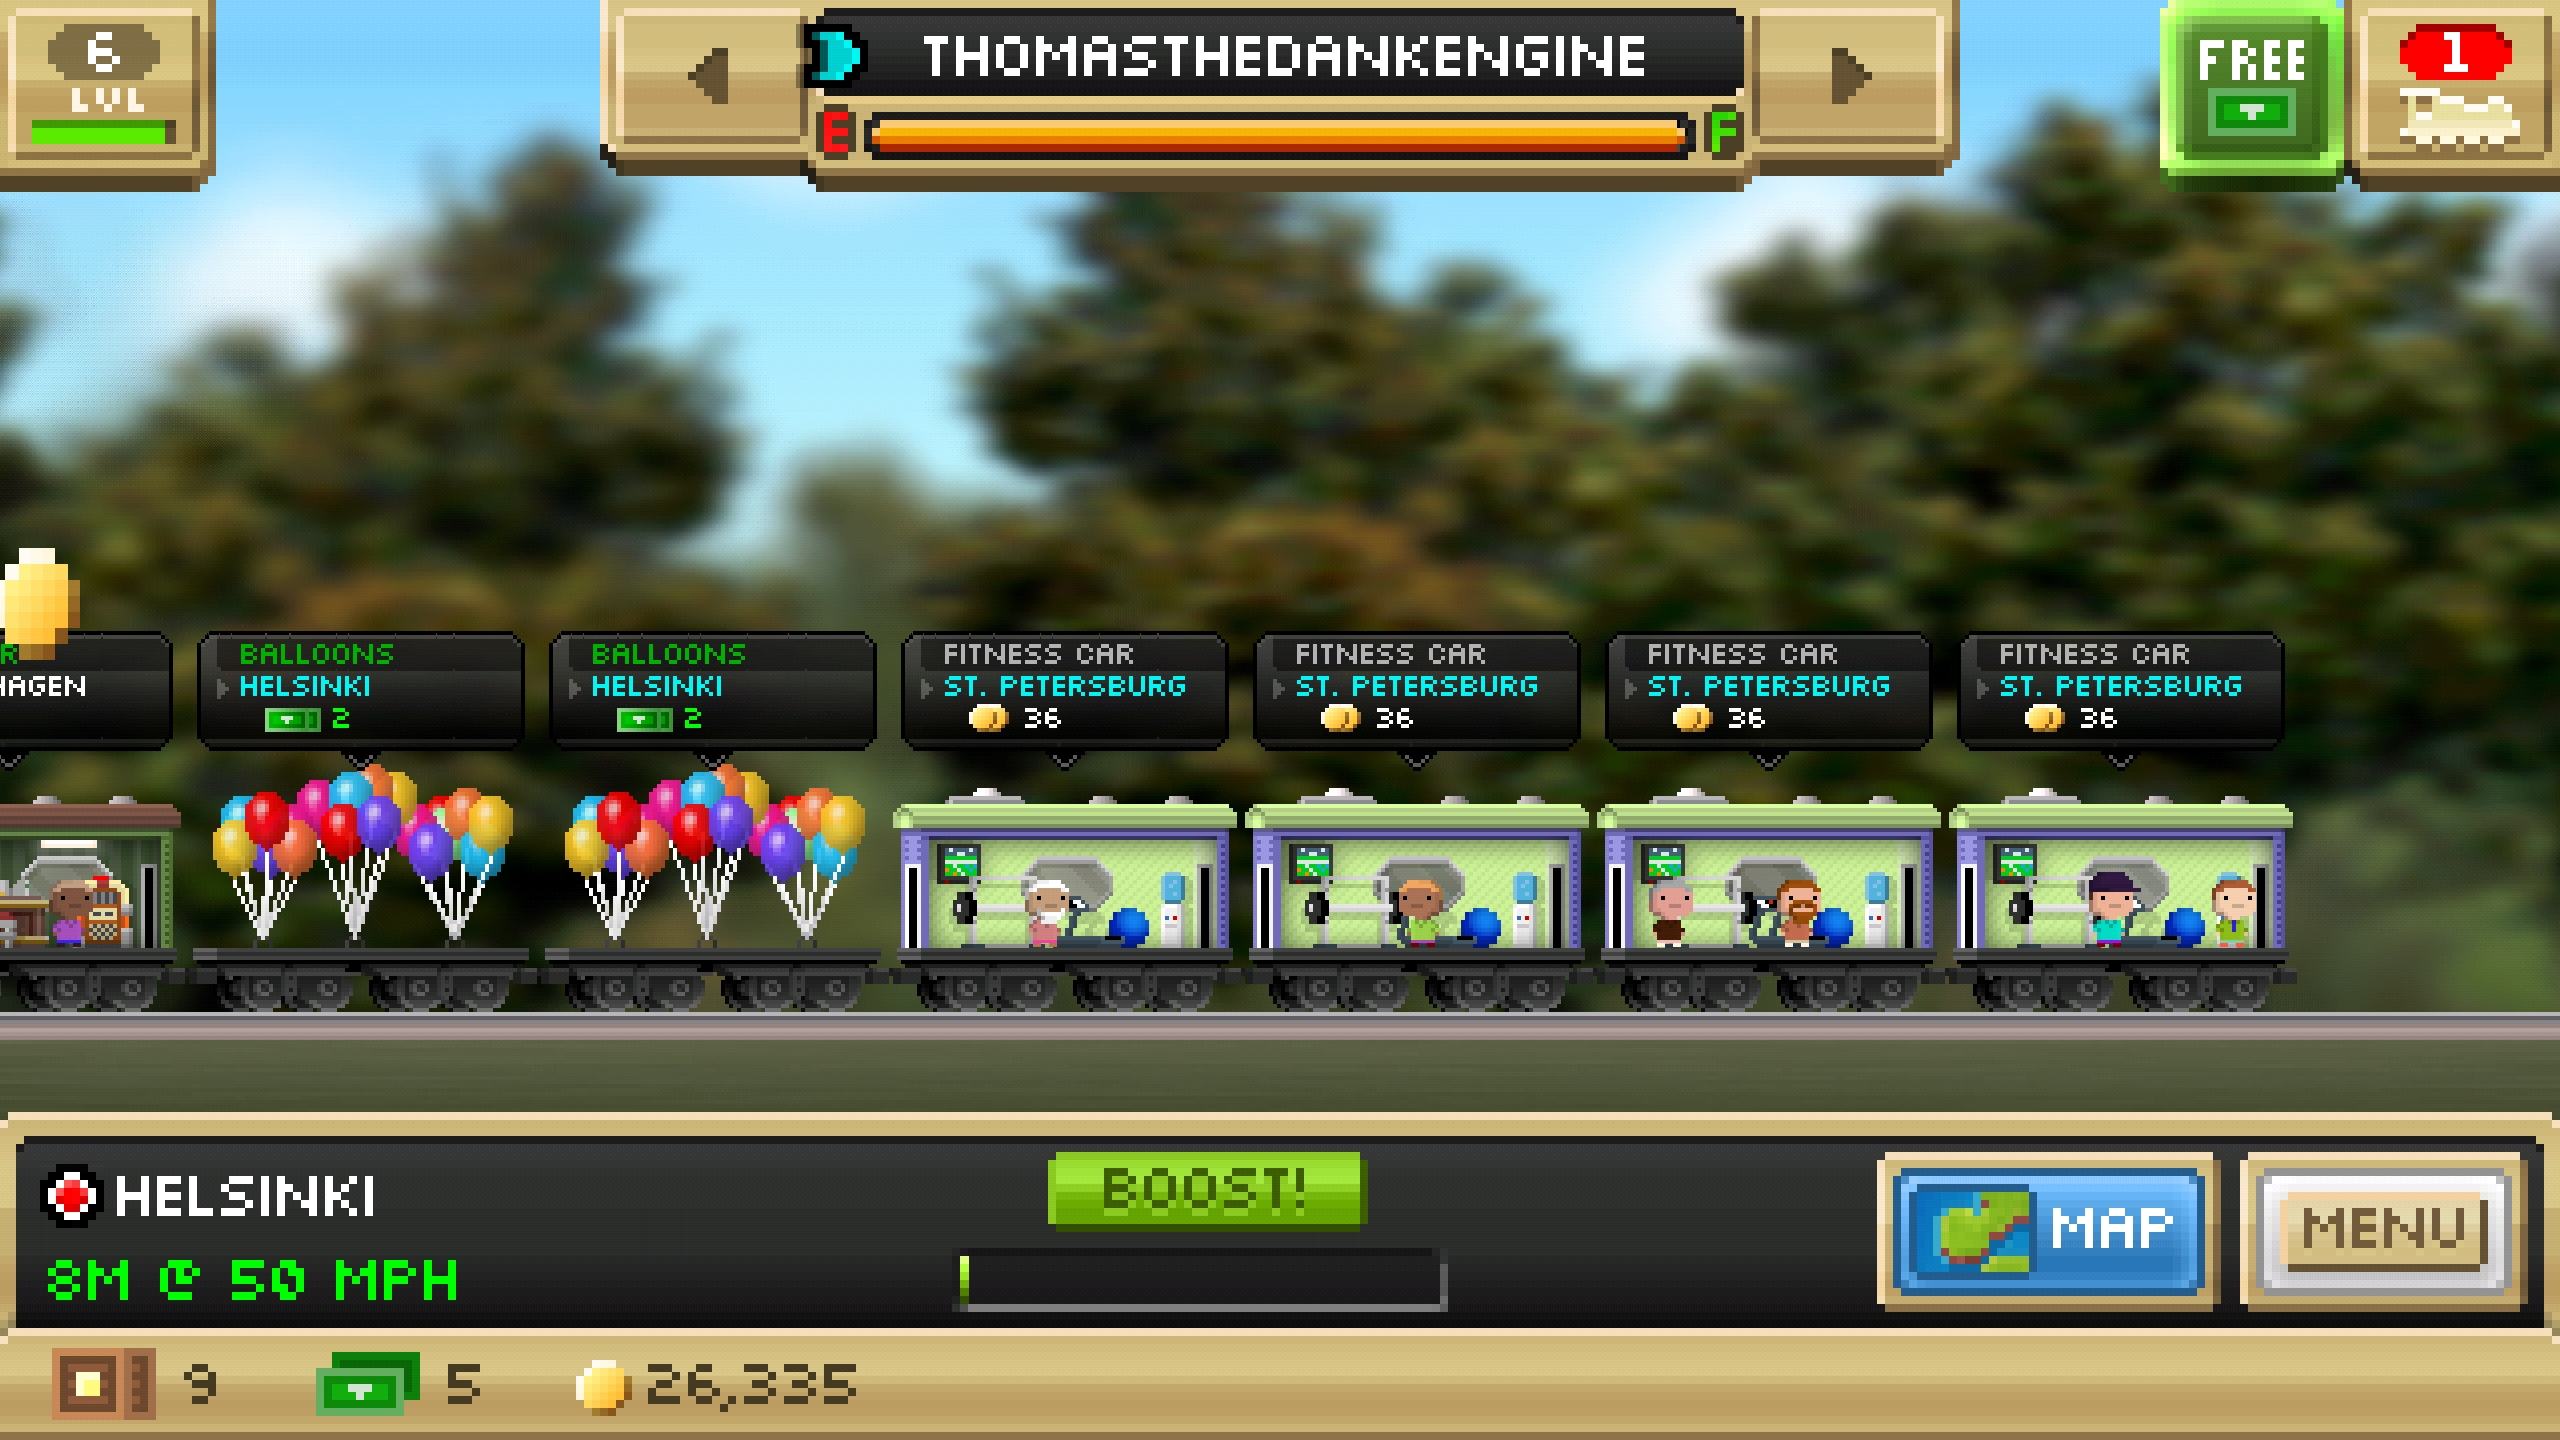 6
LVL
THOMASTHEDANKENGINE
E
F
FREE
1
R
HAGEN
BALLOONS
HELSINKI
2
BALLOONS
HELSINKI
2
FITNESS CAR
ST. PETERSBURG
36
FITNESS CAR
ST. PETERSBURG
36
FITNESS CAR
ST. PETERSBURG
36
FITNESS CAR
ST. PETERSBURG
36
HELSINKI
8M @ 50 MPH
BOOST!
MAP
MENU
9
5
26,335